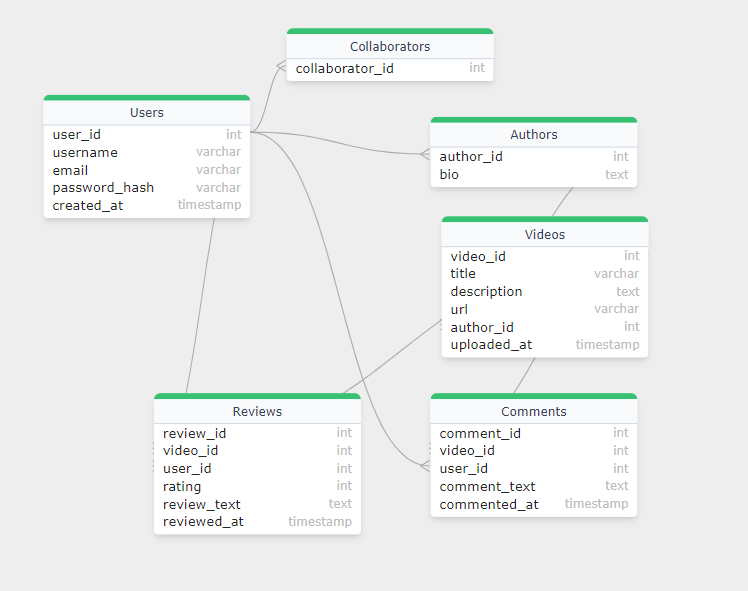 Collaborators
collaborator_id int
Users
user_id int
username varchar
email varchar
password_hash varchar
created_at timestamp
Authors
author_id int
bio text
Videos
video_id int
title varchar
description text
url varchar
author_id int
uploaded_at timestamp
Reviews
review_id int
video_id int
user_id int
rating int
review_text text
reviewed_at timestamp
Comments
comment_id int
video_id int
user_id int
comment_text text
commented_at timestamp